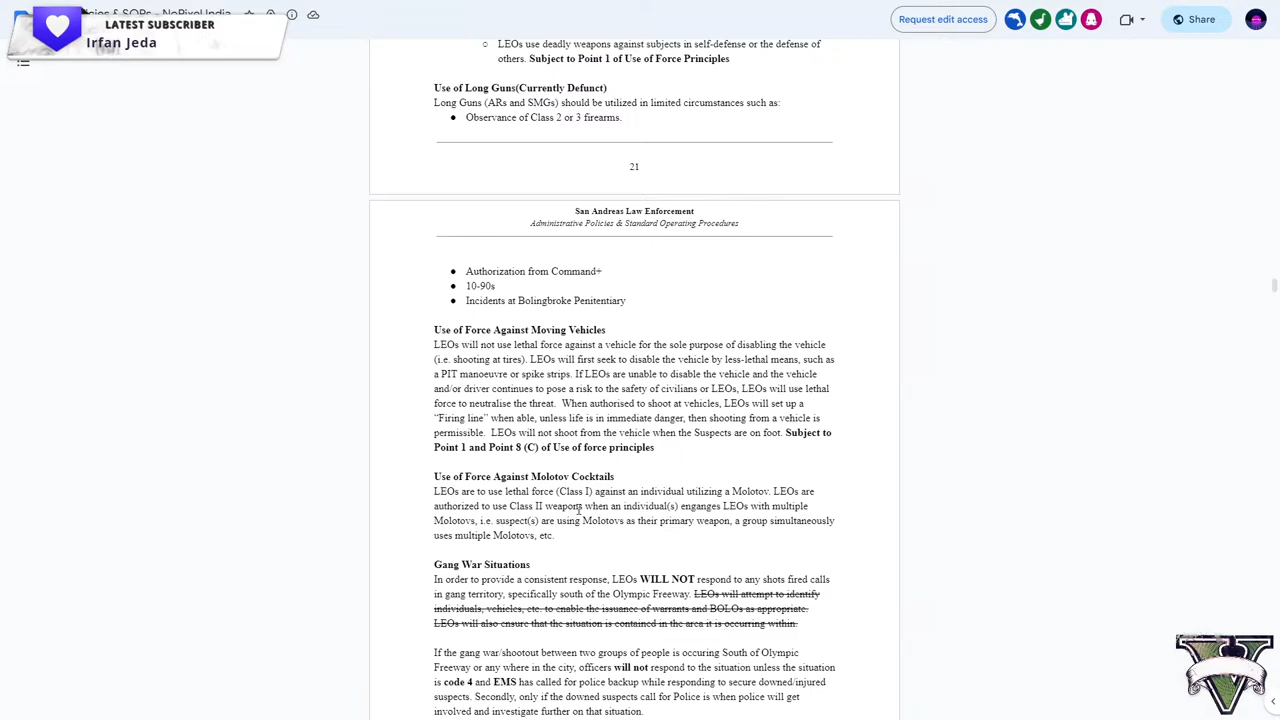 cies & SOPs - NoPixel India
LATEST SUBSCRIBER
Irfan Jeda
Request edit access
Share
○ LEOs use deadly weapons against subjects in self-defense or the defense of
others. Subject to Point 1 of Use of Force Principles
Use of Long Guns(Currently Defunct)
Long Guns (ARs and SMGs) should be utilized in limited circumstances such as:
● Observance of Class 2 or 3 firearms.
21
San Andreas Law Enforcement
Administrative Policies & Standard Operating Procedures
● Authorization from Command+
● 10-90s
● Incidents at Bolingbroke Penitentiary
Use of Force Against Moving Vehicles
LEOs will not use lethal force against a vehicle for the sole purpose of disabling the vehicle
(i.e. shooting at tires). LEOs will first seek to disable the vehicle by less-lethal means, such as
a PIT manoeuvre or spike strips. If LEOs are unable to disable the vehicle and the vehicle
and/or driver continues to pose a risk to the safety of civilians or LEOs, LEOs will use lethal
force to neutralise the threat. When authorised to shoot at vehicles, LEOs will set up a
“Firing line” when able, unless life is in immediate danger, then shooting from a vehicle is
permissible. LEOs will not shoot from the vehicle when the Suspects are on foot. Subject to
Point 1 and Point 8 (C) of Use of force principles
Use of Force Against Molotov Cocktails
LEOs are to use lethal force (Class I) against an individual utilizing a Molotov. LEOs are
authorized to use Class II weapons when an individual(s) enganges LEOs with multiple
Molotovs, i.e. suspect(s) are using Molotovs as their primary weapon, a group simultaneously
uses multiple Molotovs, etc.
Gang War Situations
In order to provide a consistent response, LEOs WILL NOT respond to any shots fired calls
in gang territory, specifically south of the Olympic Freeway. LEOs will attempt to identify
individuals, vehicles, etc. to enable the issuance of warrants and BOLOs as appropriate.
LEOs will also ensure that the situation is contained in the area it is occurring within.
If the gang war/shootout between two groups of people is occuring South of Olympic
Freeway or any where in the city, officers will not respond to the situation unless the situation
is code 4 and EMS has called for police backup while responding to secure downed/injured
suspects. Secondly, only if the downed suspects call for Police is when police will get
involved and investigate further on that situation.
V